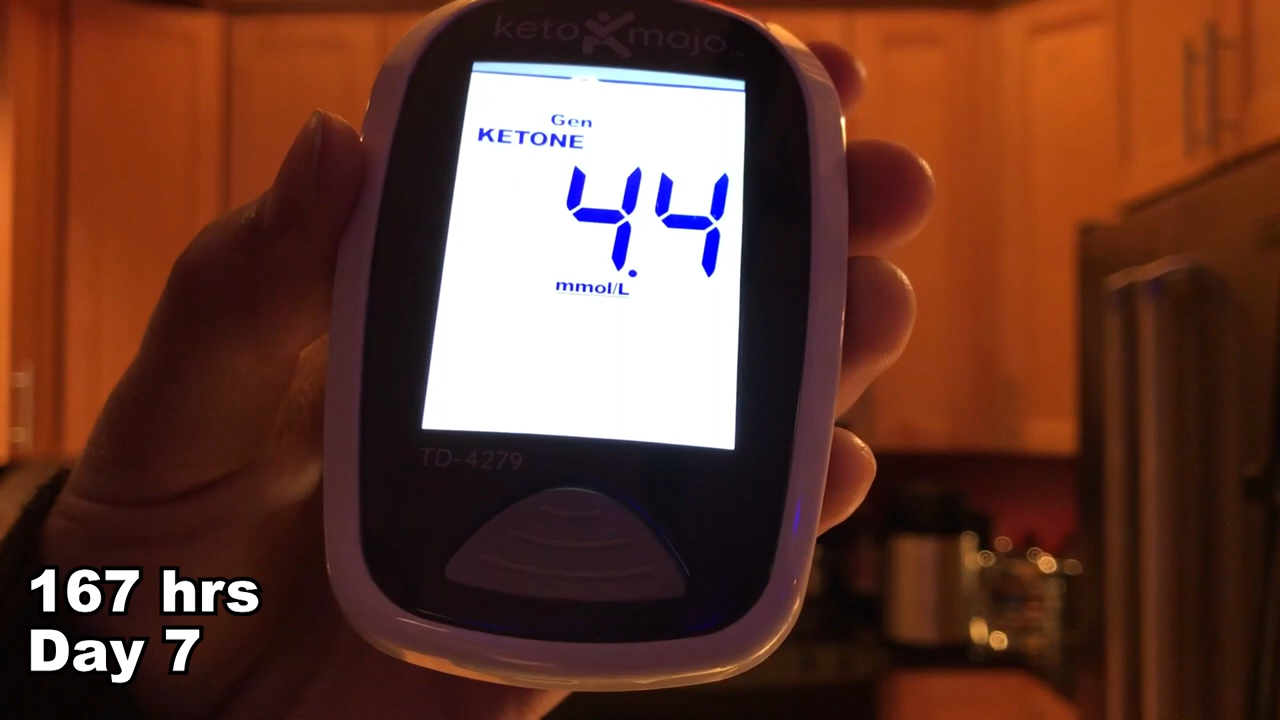 keto mojo
Gen
KETONE
4.4
mmol/L
TD-4279
167 hrs
Day 7